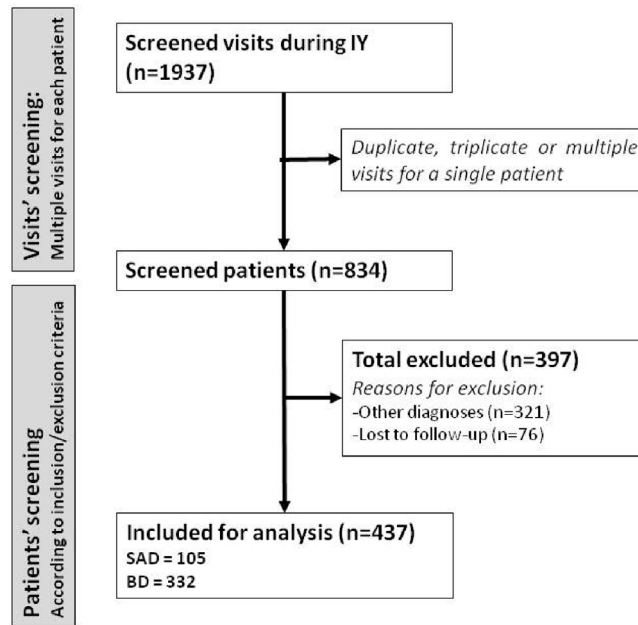 Visits' screening:
Multiple visits for each patient
Screened visits during IY
(n=1937)
Duplicate, triplicate or multiple
visits for a single patient
Screened patients (n=834)
Patients' screening
According to inclusion/exclusion criteria
Total excluded (n=397)
Reasons for exclusion:
-Other diagnoses (n=321)
-Lost to follow-up (n=76)
Included for analysis (n=437)
SAD = 105
BD = 332